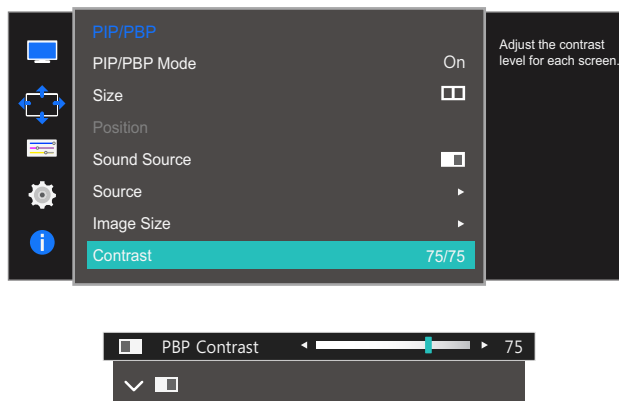 PIP/PBP
PIP/PBP Mode On
Size
Position
Sound Source
Source
Image Size
Contrast 75/75
Adjust the contrast
level for each screen.
PBP Contrast 75